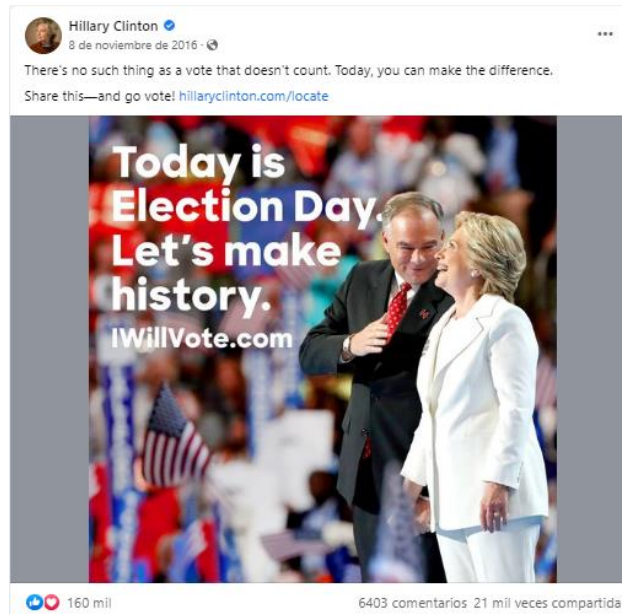 Hillary Clinton
8 de noviembre de 2016 ·
There's no such thing as a vote that doesn't count. Today, you can make the difference.
Share this—and go vote! hillaryclinton.com/locate
Today is
Election Day.
Let's make
history.
IWillVote.com
160 mil 6403 comentarios 21 mil veces compartida